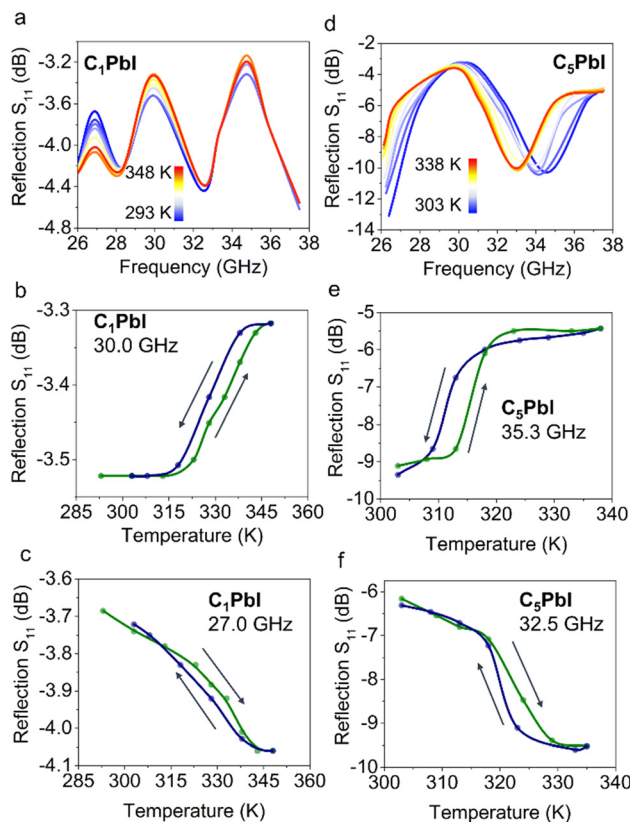 a
Reflection S₁₁ (dB)
-3.2
-3.6
-4.0
-4.4
-4.8
C₁PbI
348 K
293 K
26 29 32 35 38
Frequency (GHz)
d
Reflection S₁₁ (dB)
-2
-4
-6
-8
-10
-12
-14
C₅PbI
338 K
303 K
26 28 30 32 34 36 38
Frequency (GHz)
b
Reflection S₁₁ (dB)
-3.3
-3.4
-3.5
C₁PbI
30.0 GHz
285 300 315 330 345 360
Temperature (K)
e
Reflection S₁₁ (dB)
-5
-6
-7
-8
-9
-10
C₅PbI
35.3 GHz
300 310 320 330 340
Temperature (K)
c
Reflection S₁₁ (dB)
-3.6
-3.7
-3.8
-3.9
-4.0
-4.1
C₁PbI
27.0 GHz
285 300 315 330 345 360
Temperature (K)
f
Reflection S₁₁ (dB)
-6
-7
-8
-9
-10
C₅PbI
32.5 GHz
300 310 320 330 340
Temperature (K)